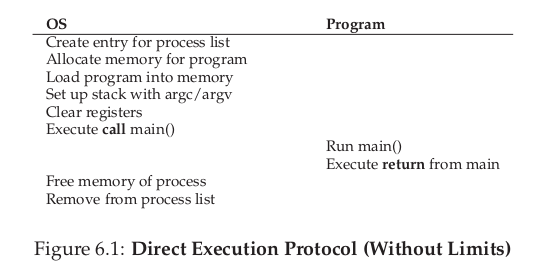 OS Program
Create entry for process list
Allocate memory for program
Load program into memory
Set up stack with argc/argv
Clear registers
Execute call main()
Run main()
Execute return from main
Free memory of process
Remove from process list
Figure 6.1: Direct Execution Protocol (Without Limits)